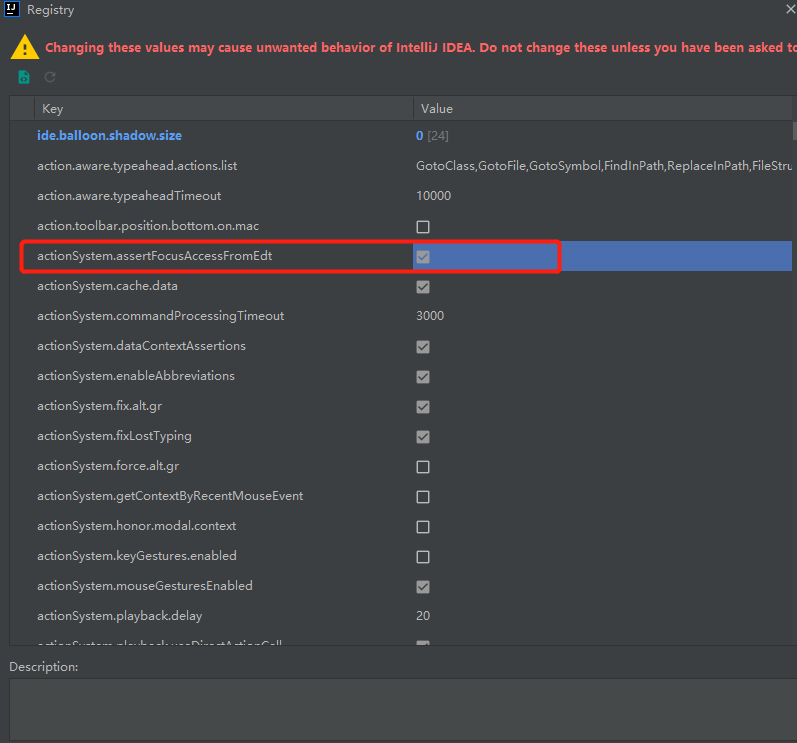 IJ Registry
Changing these values may cause unwanted behavior of IntelliJ IDEA. Do not change these unless you have been asked to
Key Value
ide.balloon.shadow.size 0 [24]
action.aware.typeahead.actions.list GotoClass,GotoFile,GotoSymbol,FindInPath,ReplaceInPath,FileStru
action.aware.typeaheadTimeout 10000
action.toolbar.position.bottom.on.mac
actionSystem.assertFocusAccessFromEdt
actionSystem.cache.data
actionSystem.commandProcessingTimeout 3000
actionSystem.dataContextAssertions
actionSystem.enableAbbreviations
actionSystem.fix.alt.gr
actionSystem.fixLostTyping
actionSystem.force.alt.gr
actionSystem.getContextByRecentMouseEvent
actionSystem.honor.modal.context
actionSystem.keyGestures.enabled
actionSystem.mouseGesturesEnabled
actionSystem.playback.delay 20
Description: